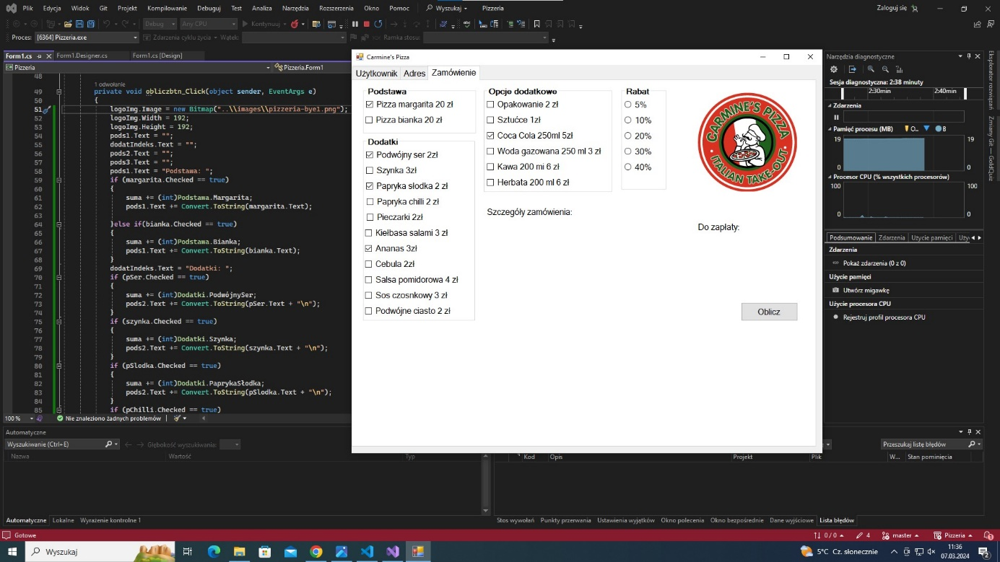 Plik Edycja Widok Git Projekt Kompilowanie Debuguj Test Analiza Narzędzia Rozszerzenia Okno Pomoc Wyszukaj Pizzeria Zaloguj się
Debug Any CPU Kontynuuj
Proces: [6364] Pizzeria.exe Zdarzenia cyklu życia Wątek: Ramka stosu:
Form1.cs Form1.Designer.cs Form1.cs [Design]
Pizzeria Pizzeria.Form1
48
1 odwołanie
49 private void obliczbtn_Click(object sender, EventArgs e)
50 {
51 logoImg.Image = new Bitmap("..\\images\\pizzeria-bye1.png");
52 logoImg.Width = 192;
53 logoImg.Height = 192;
54 pods1.Text = "";
55 dodatIndeks.Text = "";
56 pods2.Text = "";
57 pods3.Text = "";
58 pods1.Text = "Podstawa: ";
59 if (margarita.Checked == true)
60 {
61 suma += (int)Podstawa.Margarita;
62 pods1.Text += Convert.ToString(margarita.Text);
63
64 }else if(bianka.Checked == true)
65 {
66 suma += (int)Podstawa.Bianka;
67 pods1.Text += Convert.ToString(bianka.Text);
68 }
69 dodatIndeks.Text = "Dodatki: ";
70 if (pSer.Checked == true)
71 {
72 suma += (int)Dodatki.PodwójnySer;
73 pods2.Text += Convert.ToString(pSer.Text + "\n");
74 }
75 if (szynka.Checked == true)
76 {
77 suma += (int)Dodatki.Szynka;
78 pods2.Text += Convert.ToString(szynka.Text + "\n");
79 }
80 if (pSlodka.Checked == true)
81 {
82 suma += (int)Dodatki.PaprykaSłodka;
83 pods2.Text += Convert.ToString(pSlodka.Text + "\n");
84 }
85 if (pChilli.Checked == true)
100 % Nie znaleziono żadnych problemów
Carmine's Pizza
Użytkownik Adres Zamówienie
Podstawa
Pizza margarita 20 zł
Pizza bianka 20 zł
Dodatki
Podwójny ser 2zł
Szynka 3zł
Papryka słodka 2 zł
Papryka chilli 2 zł
Pieczarki 2zł
Kiełbasa salami 3 zł
Ananas 3zł
Cebula 2zł
Salsa pomidorowa 4 zł
Sos czosnkowy 3 zł
Podwójne ciasto 2 zł
Opcje dodatkowe
Opakowanie 2 zł
Sztućce 1zł
Coca Cola 250ml 5zł
Woda gazowana 250 ml 3 zł
Kawa 200 ml 6 zł
Herbata 200 ml 6 zł
Rabat
5%
10%
20%
30%
40%
CARMINE'S PIZZA
ITALIAN TAKE-OUT
Szczegóły zamówienia:
Do zapłaty:
Oblicz
Narzędzia diagnostyczne
Sesja diagnostyczna: 2:38 minuty
2:30min 2:40min
Zdarzenia
Pamięć procesu (MB) O... B
19 19
0 0
Procesor CPU (% wszystkich procesorów)
100 100
0 0
Podsumowanie Zdarzenia Użycie pamięci
Zdarzenia
Pokaż zdarzenia (0 z 0)
Użycie pamięci
Utwórz migawkę
Użycie procesora CPU
Rejestruj profil procesora CPU
Eksplorator rozwiązań
Zmiany Git — GoldQuiz
Automatyczne
Wyszukiwanie (Ctrl+E) Głębokość wyszukiwania:
Nazwa Wartość Typ
Przeszukaj listę błędów
Kod Opis Projekt Plik W... Stan pominięcia
Automatyczne Lokalne Wyrażenie kontrolne 1
Stos wywołań Punkty przerwania Ustawienia wyjątków Okno polecenia Okno bezpośrednie Dane wyjściowe Lista błędów
Gotowe 0 / 0 4 master Pizzeria 1
Wyszukaj
5°C Cz. słonecznie
11:36
07.03.2024
2